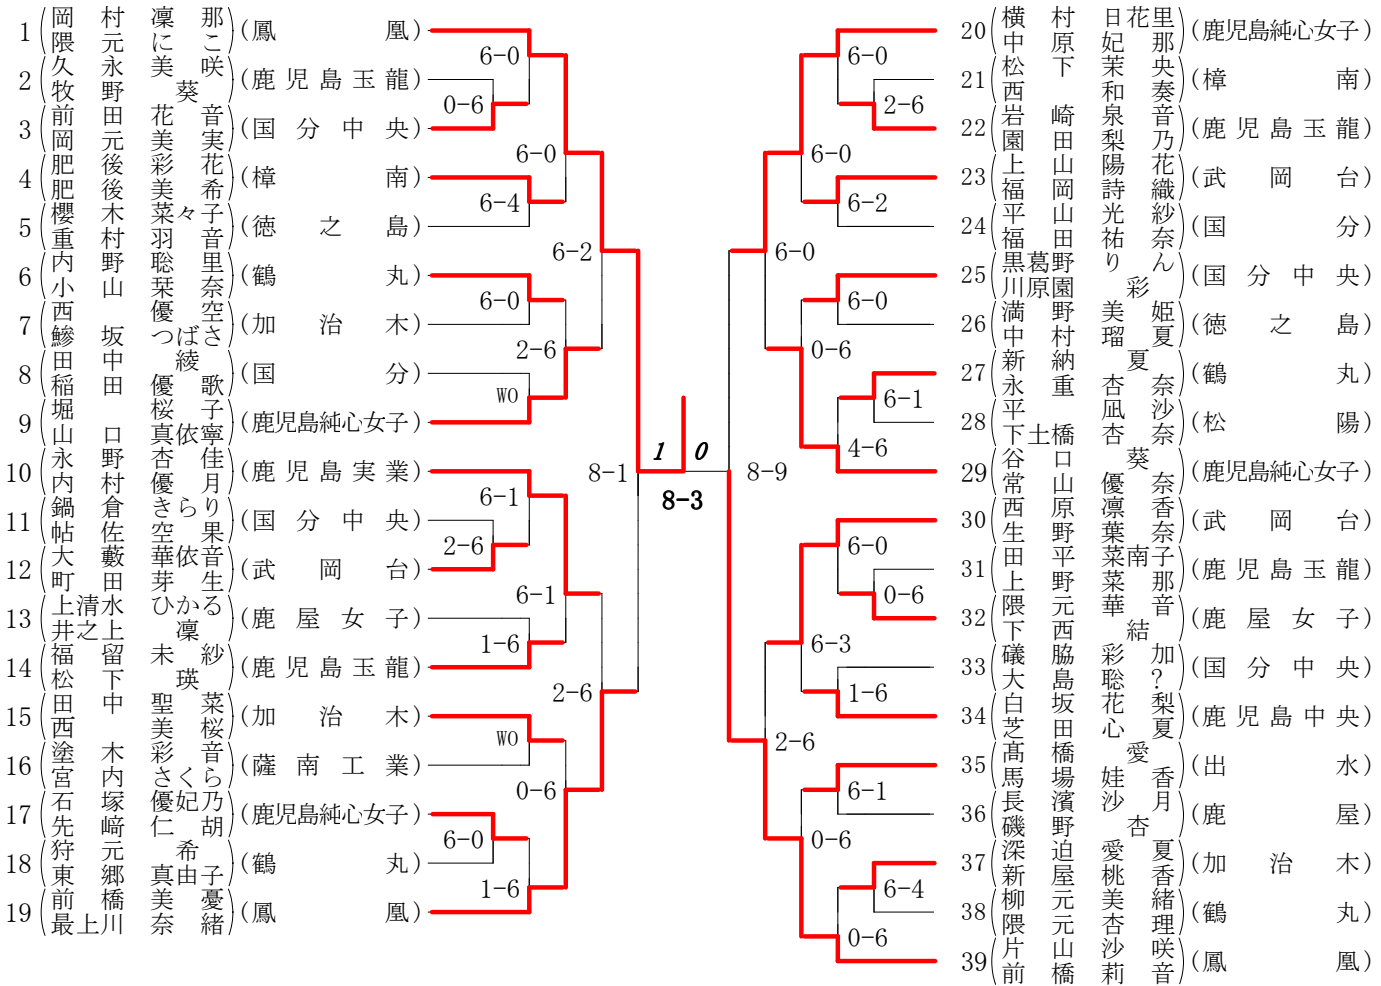 1 (岡村凜那 隈元にこ) (鳳凰)
2 (久永美咲 牧野葵) (鹿児島玉龍)
3 (前田花音 岡元美実) (国分中央)
4 (肥後彩花 肥後美希) (樟南)
5 (櫻木菜々子 重村羽音) (徳之島)
6 (内野聡里 小山栞奈) (鶴丸)
7 (西優空 鰺坂つばさ) (加治木)
8 (田中綾 稲田優歌) (国分)
9 (堀桜子 山口真依寧) (鹿児島純心女子)
10 (永野杏佳 内村優月) (鹿児島実業)
11 (鍋倉きらり 帖佐空果) (国分中央)
12 (大藪華依音 町田芽生) (武岡台)
13 (上清水ひかる 井之上凜) (鹿屋女子)
14 (福留未紗 松下瑛) (鹿児島玉龍)
15 (田中聖菜 西美桜) (加治木)
16 (塗木彩音 宮内さくら) (薩南工業)
17 (石塚優妃乃 先﨑仁胡) (鹿児島純心女子)
18 (狩元希 東郷真由子) (鶴丸)
19 (前橋美憂 最上川奈緒) (鳳凰)
6-0
0-6
6-0
6-4
6-2
6-0
2-6
WO
8-1
6-1
2-6
6-1
1-6
2-6
WO
0-6
6-0
1-6
1 0
8-3
6-0
2-6
6-0
6-2
6-0
6-0
0-6
6-1
4-6
8-9
6-0
0-6
6-3
1-6
2-6
6-1
0-6
6-4
0-6
20 (横村日花里 中原妃那) (鹿児島純心女子)
21 (松下茉央 西和奏) (樟南)
22 (岩崎泉音 園田梨乃) (鹿児島玉龍)
23 (上山陽花 福岡詩織) (武岡台)
24 (平山光紗 福田祐奈) (国分)
25 (黒葛野りん 川原園彩) (国分中央)
26 (満野美姫 中村瑠夏) (徳之島)
27 (新納夏 永重杏奈) (鶴丸)
28 (平凪沙 下土橋杏奈) (松陽)
29 (谷口葵 常山優奈) (鹿児島純心女子)
30 (西原凛香 生野葉奈) (武岡台)
31 (田平菜南子 上野菜那) (鹿児島玉龍)
32 (隈元華音 下西結) (鹿屋女子)
33 (礒脇彩加 大島聡?) (国分中央)
34 (白坂花梨 芝田心夏) (鹿児島中央)
35 (髙橋愛 馬場娃香) (出水)
36 (長濱沙月 磯野杏) (鹿屋)
37 (深迫愛夏 新屋桃香) (加治木)
38 (柳元美緒 隈元杏理) (鶴丸)
39 (片山沙咲 前橋莉音) (鳳凰)